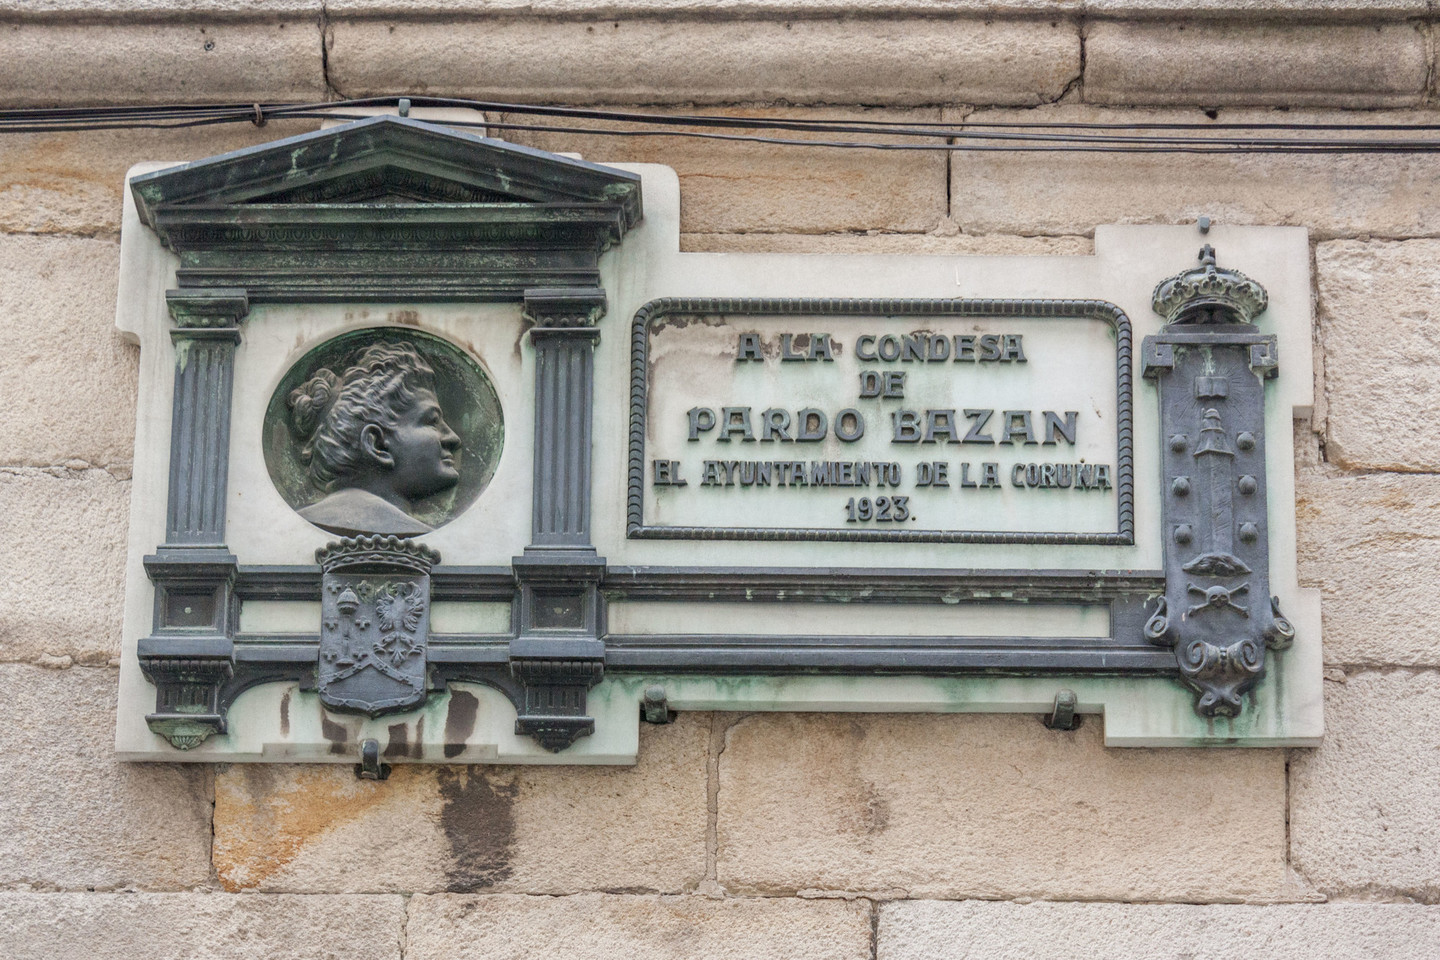 A LA CONDESA
DE
PARDO BAZAN
EL AYUNTAMIENTO DE LA CORUÑA
1923.